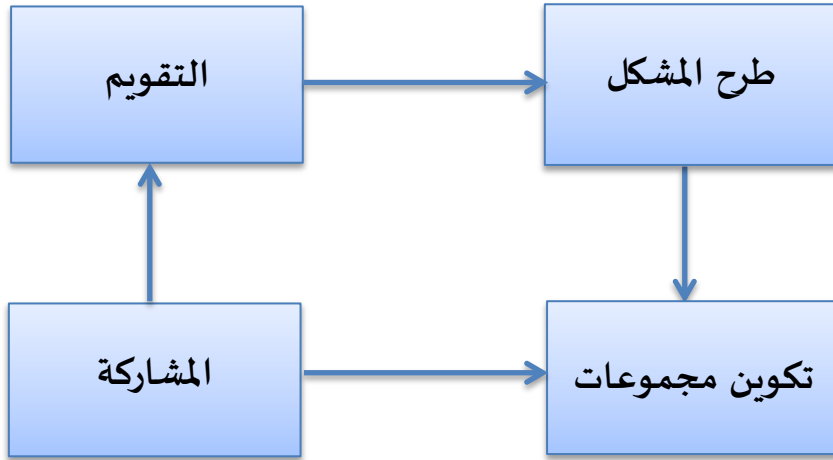 طرح المشكل
التقويم
تكوين مجموعات
المشاركة